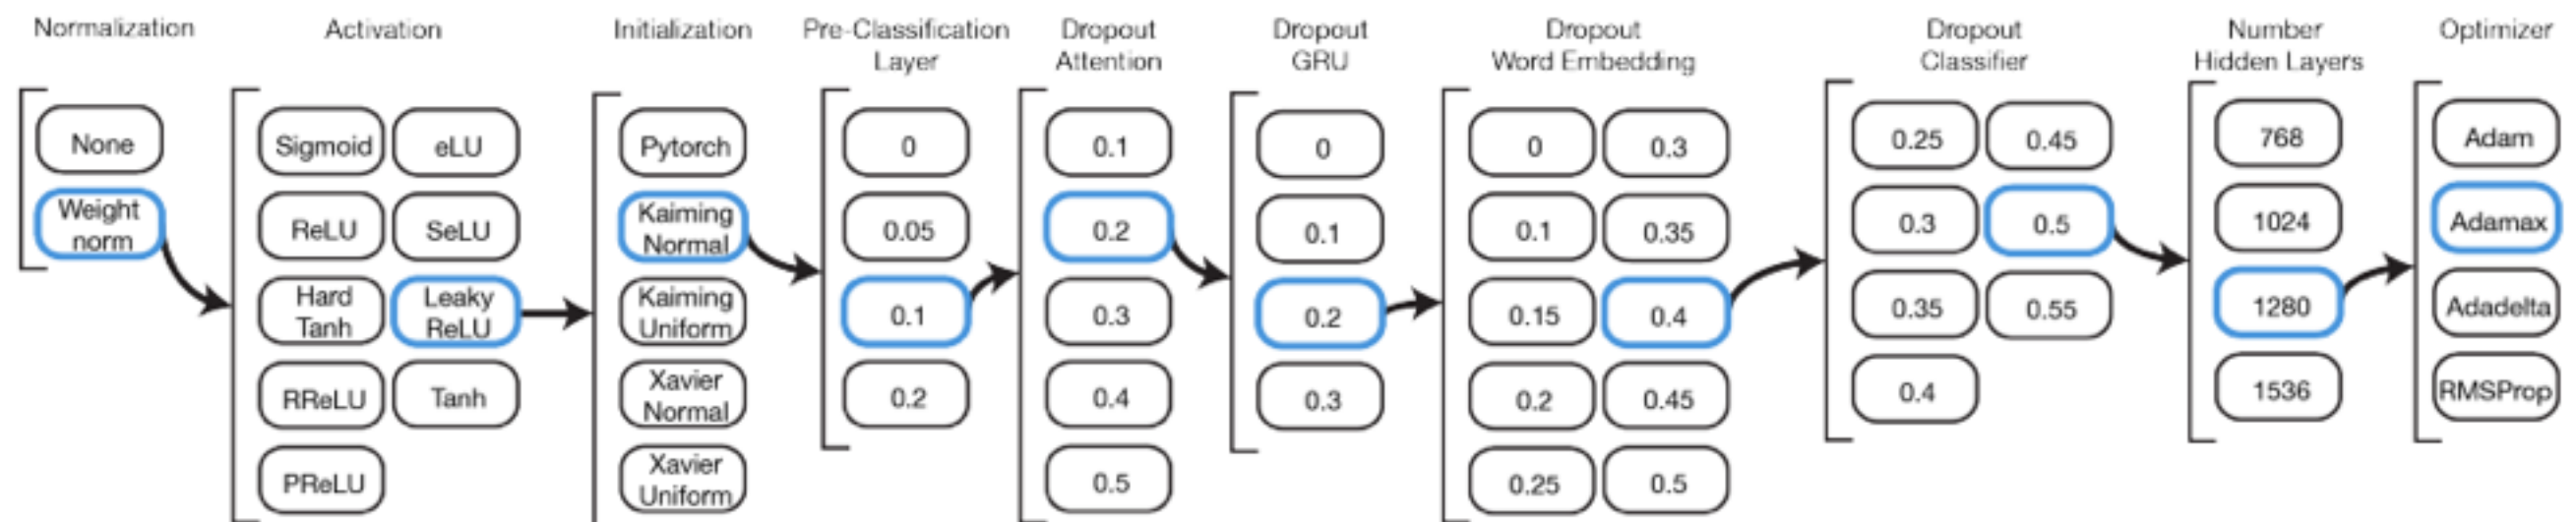 Normalization
None
Weight
norm
Activation
Sigmoid
eLU
ReLU
SeLU
Hard
Tanh
Leaky
ReLU
RReLU
Tanh
PReLU
Initialization
Pytorch
Kaiming
Normal
Kaiming
Uniform
Xavier
Normal
Xavier
Uniform
Pre-Classification
Layer
0
0.05
0.1
0.2
Dropout
Attention
0.1
0.2
0.3
0.4
0.5
Dropout
GRU
0
0.1
0.2
0.3
Dropout
Word Embedding
0
0.3
0.1
0.35
0.15
0.4
0.2
0.45
0.25
0.5
Dropout
Classifier
0.25
0.45
0.3
0.5
0.35
0.55
0.4
Number
Hidden Layers
768
1024
1280
1536
Optimizer
Adam
Adamax
Adadelta
RMSProp